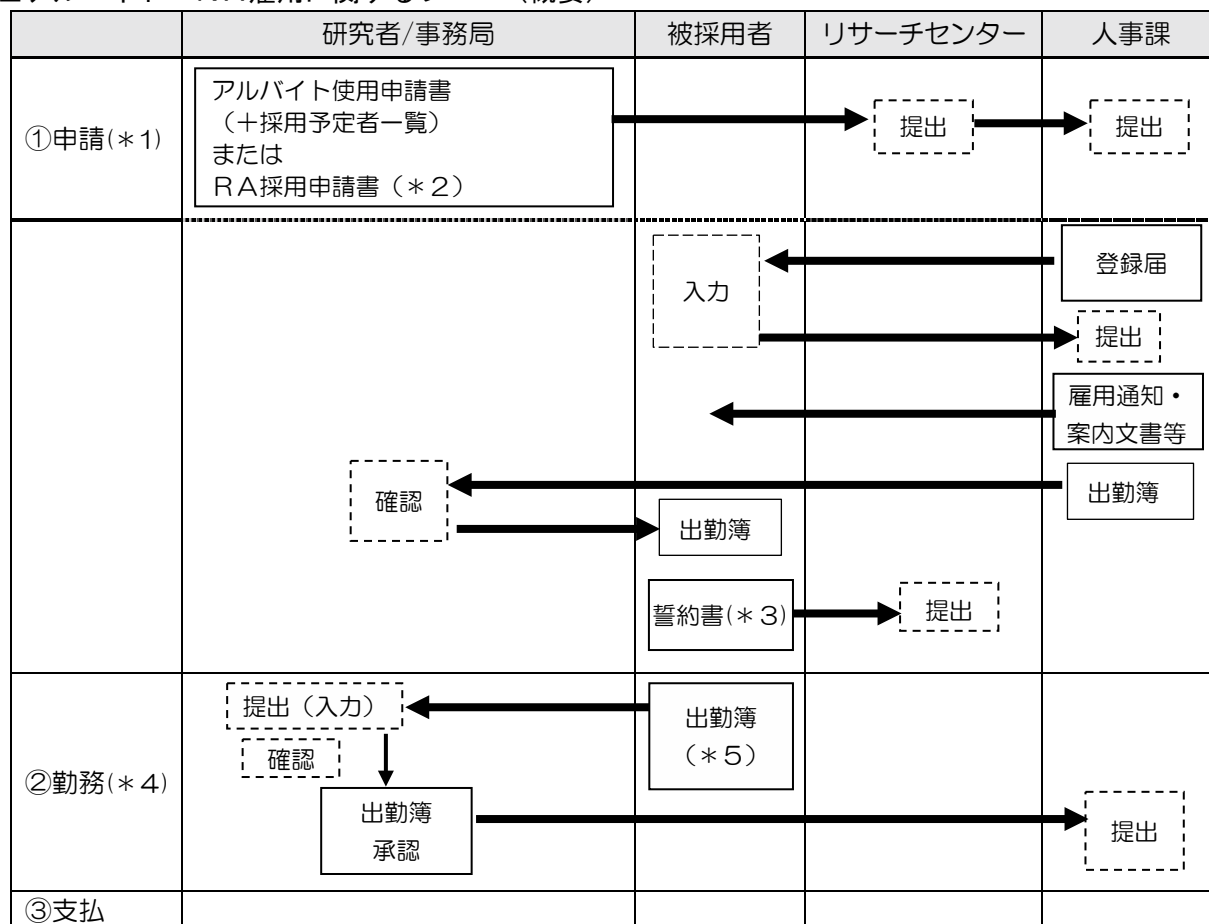 研究者/事務局
被採用者
リサーチセンター
人事課
①申請(＊1)
アルバイト使用申請書
（＋採用予定者一覧）
または
ＲＡ採用申請書（＊２）
提出
提出
登録届
入力
提出
雇用通知・
案内文書等
出勤簿
確認
出勤簿
誓約書(＊３)
提出
②勤務(＊４)
提出（入力）
出勤簿
（＊５）
確認
出勤簿
承認
提出
③支払